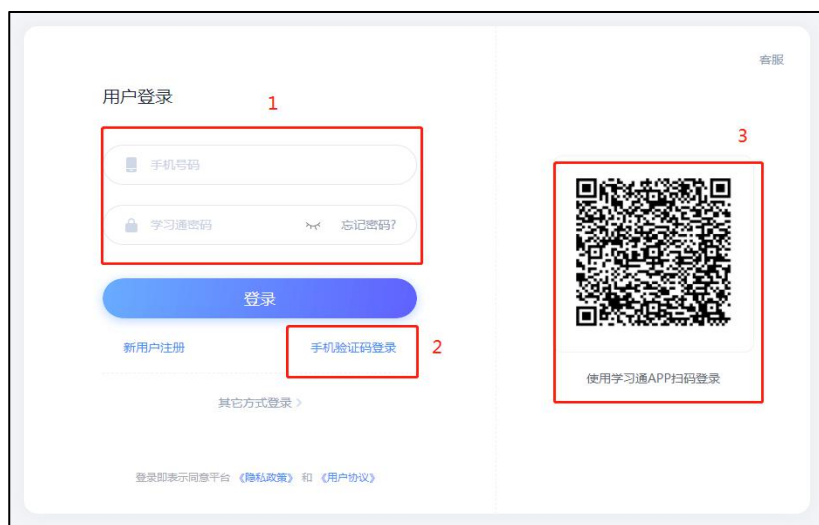 客服
用户登录
1
手机号码
学习通密码 忘记密码?
登录
新用户注册 手机验证码登录
2
其它方式登录 >
登录即表示同意平台 《隐私政策》 和 《用户协议》
3
使用学习通APP扫码登录